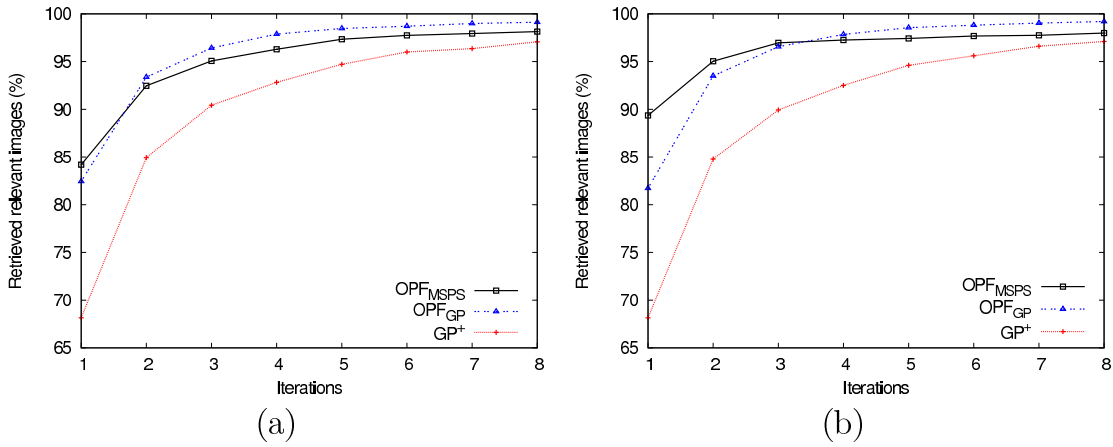 100
95
90
85
80
75
70
65
1 2 3 4 5 6 7 8
Retrieved relevant images (%)
Iterations
OPF_MSPS
OPF_GP
GP+
(a)
100
95
90
85
80
75
70
65
1 2 3 4 5 6 7 8
Retrieved relevant images (%)
Iterations
OPF_MSPS
OPF_GP
GP+
(b)